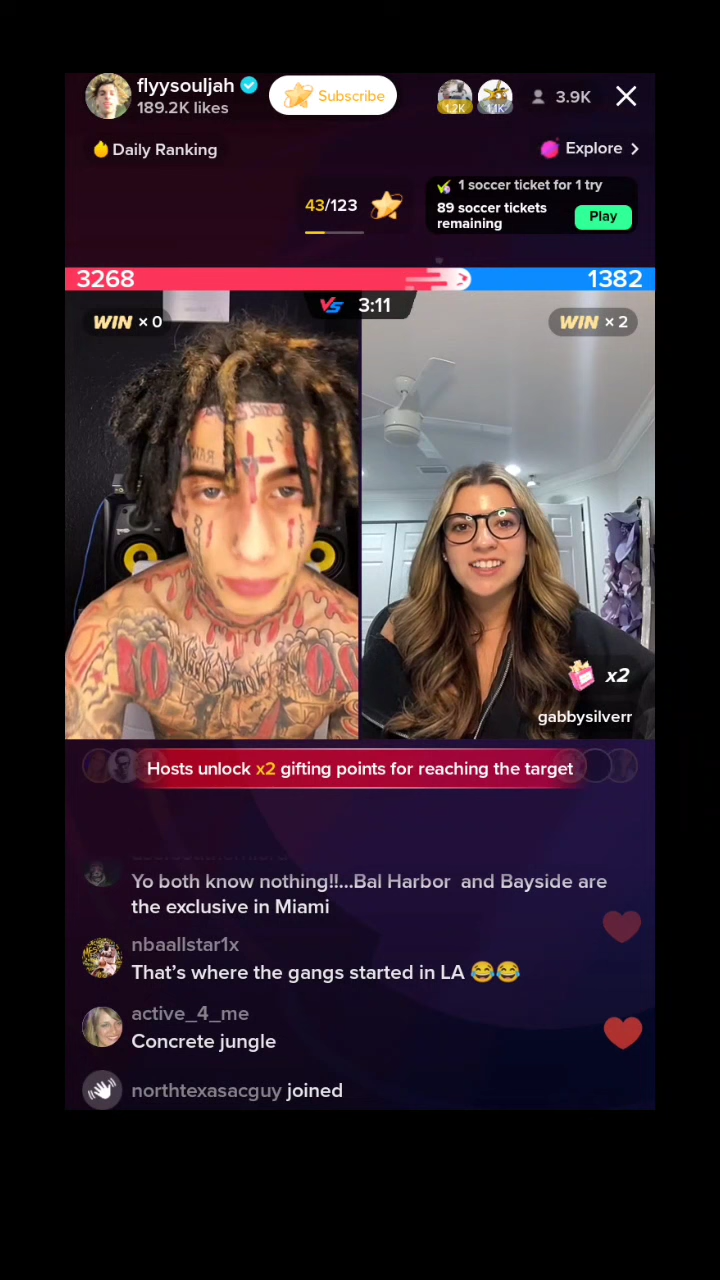 flyysouljah
189.2K likes
Subscribe
1.2K
1.1K
3.9K
Daily Ranking
Explore
43/123
1 soccer ticket for 1 try
89 soccer tickets
remaining
Play
3268
1382
VS 3:11
WIN × 0
WIN × 2
x2
gabbysilverr
Hosts unlock x2 gifting points for reaching the target
Yo both know nothing!!...Bal Harbor and Bayside are
the exclusive in Miami
nbaallstar1x
That's where the gangs started in LA 😂😂
active_4_me
Concrete jungle
northtexasacguy joined